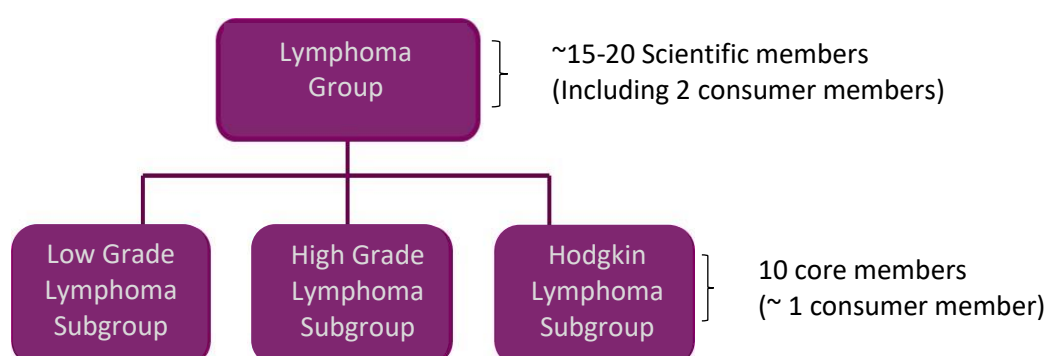 Lymphoma
Group
~15-20 Scientific members
(Including 2 consumer members)
Low Grade
Lymphoma
Subgroup
High Grade
Lymphoma
Subgroup
Hodgkin
Lymphoma
Subgroup
10 core members
(~ 1 consumer member)